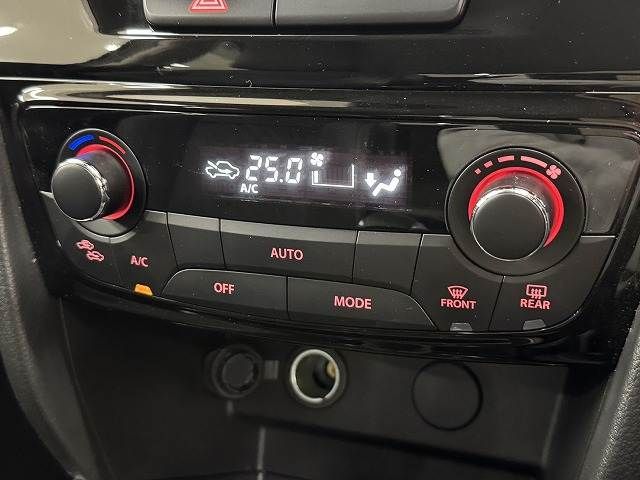 25.0
A/C
AUTO
A/C
OFF
MODE
FRONT
REAR